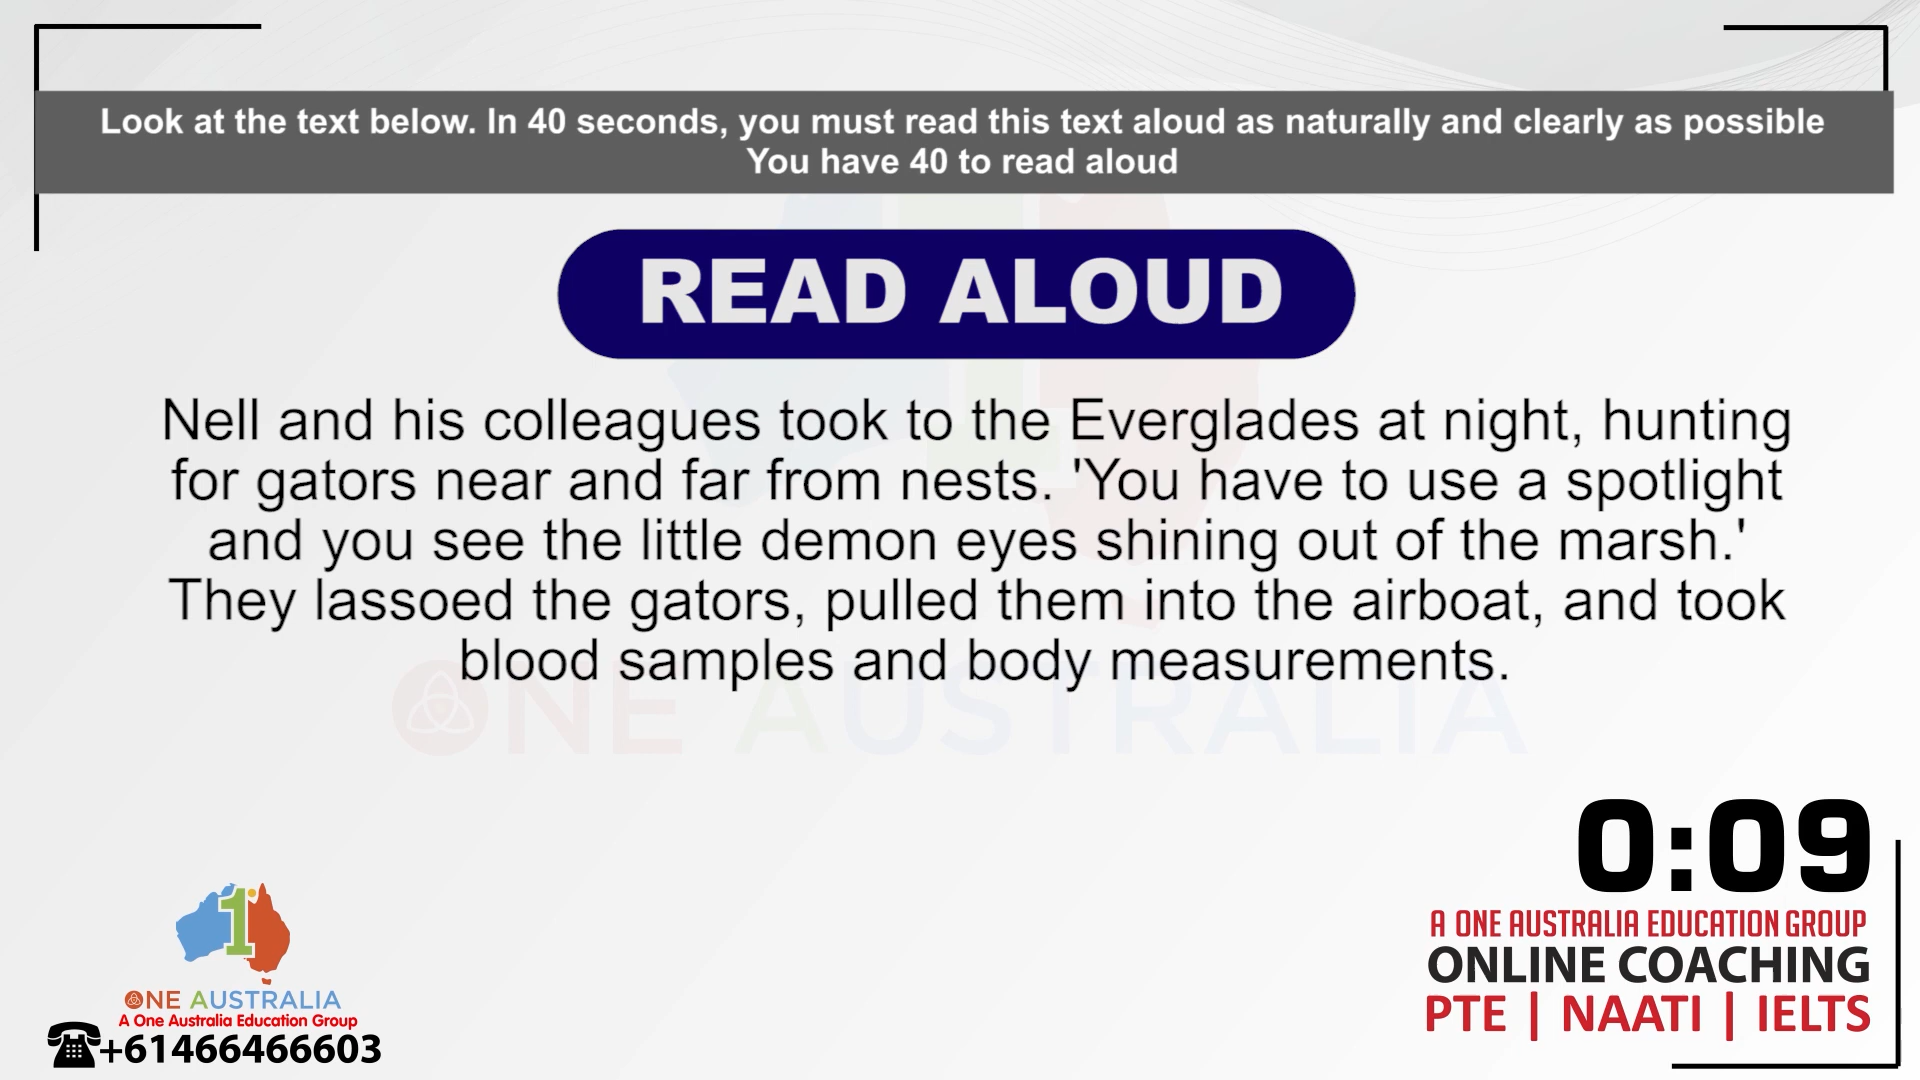 Look at the text below. In 40 seconds, you must read this text aloud as naturally and clearly as possible
You have 40 to read aloud
READ ALOUD
Nell and his colleagues took to the Everglades at night, hunting
for gators near and far from nests. 'You have to use a spotlight
and you see the little demon eyes shining out of the marsh.'
They lassoed the gators, pulled them into the airboat, and took
blood samples and body measurements.
ONE AUSTRALIA
0:09
A ONE AUSTRALIA EDUCATION GROUP
ONLINE COACHING
PTE | NAATI | IELTS
1
ONE AUSTRALIA
A One Australia Education Group
+61466466603